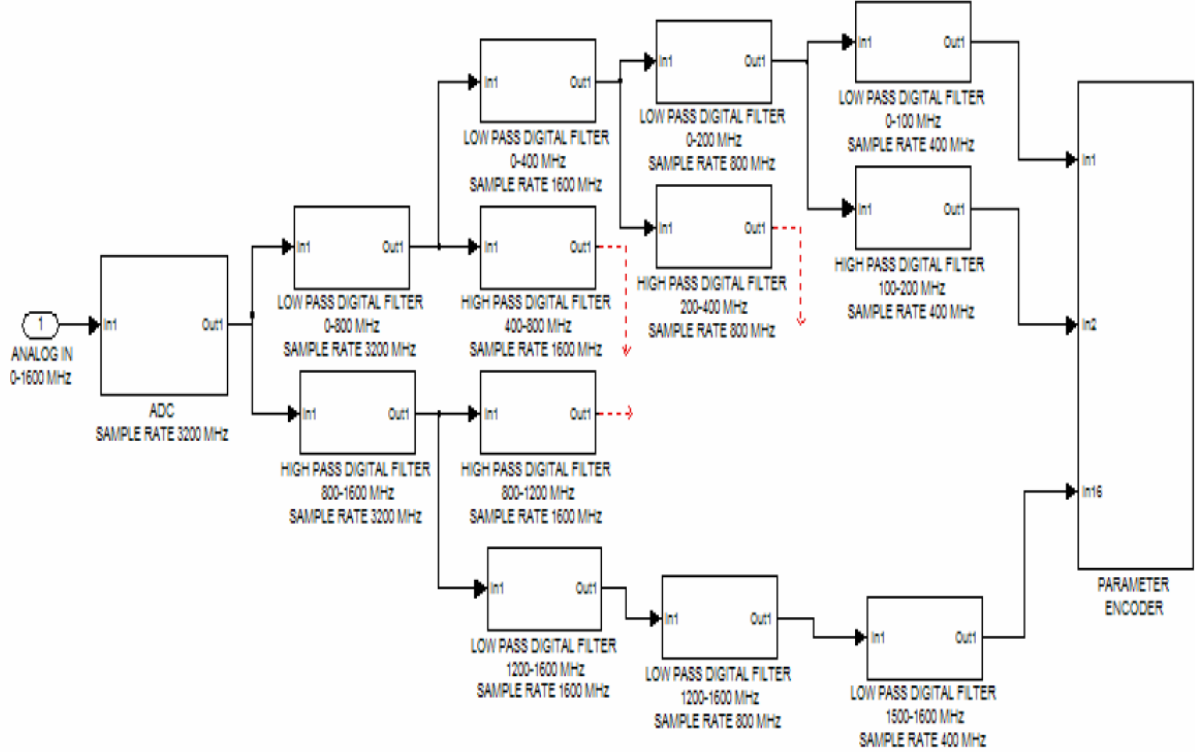 1
ANALOG IN
0-1600 MHz
In1 Out1
ADC
SAMPLE RATE 3200 MHz
In1 Out1
LOW PASS DIGITAL FILTER
0-800 MHz
SAMPLE RATE 3200 MHz
In1 Out1
HIGH PASS DIGITAL FILTER
800-1600 MHz
SAMPLE RATE 3200 MHz
In1 Out1
LOW PASS DIGITAL FILTER
0-400 MHz
SAMPLE RATE 1600 MHz
In1 Out1
HIGH PASS DIGITAL FILTER
400-800 MHz
SAMPLE RATE 1600 MHz
In1 Out1
HIGH PASS DIGITAL FILTER
800-1200 MHz
SAMPLE RATE 1600 MHz
In1 Out1
LOW PASS DIGITAL FILTER
1200-1600 MHz
SAMPLE RATE 1600 MHz
In1 Out1
LOW PASS DIGITAL FILTER
0-200 MHz
SAMPLE RATE 800 MHz
In1 Out1
HIGH PASS DIGITAL FILTER
200-400 MHz
SAMPLE RATE 800 MHz
In1 Out1
LOW PASS DIGITAL FILTER
1200-1600 MHz
SAMPLE RATE 800 MHz
In1 Out1
LOW PASS DIGITAL FILTER
0-100 MHz
SAMPLE RATE 400 MHz
In1 Out1
HIGH PASS DIGITAL FILTER
100-200 MHz
SAMPLE RATE 400 MHz
In1 Out1
LOW PASS DIGITAL FILTER
1500-1600 MHz
SAMPLE RATE 400 MHz
In1
In2
In16
PARAMETER
ENCODER